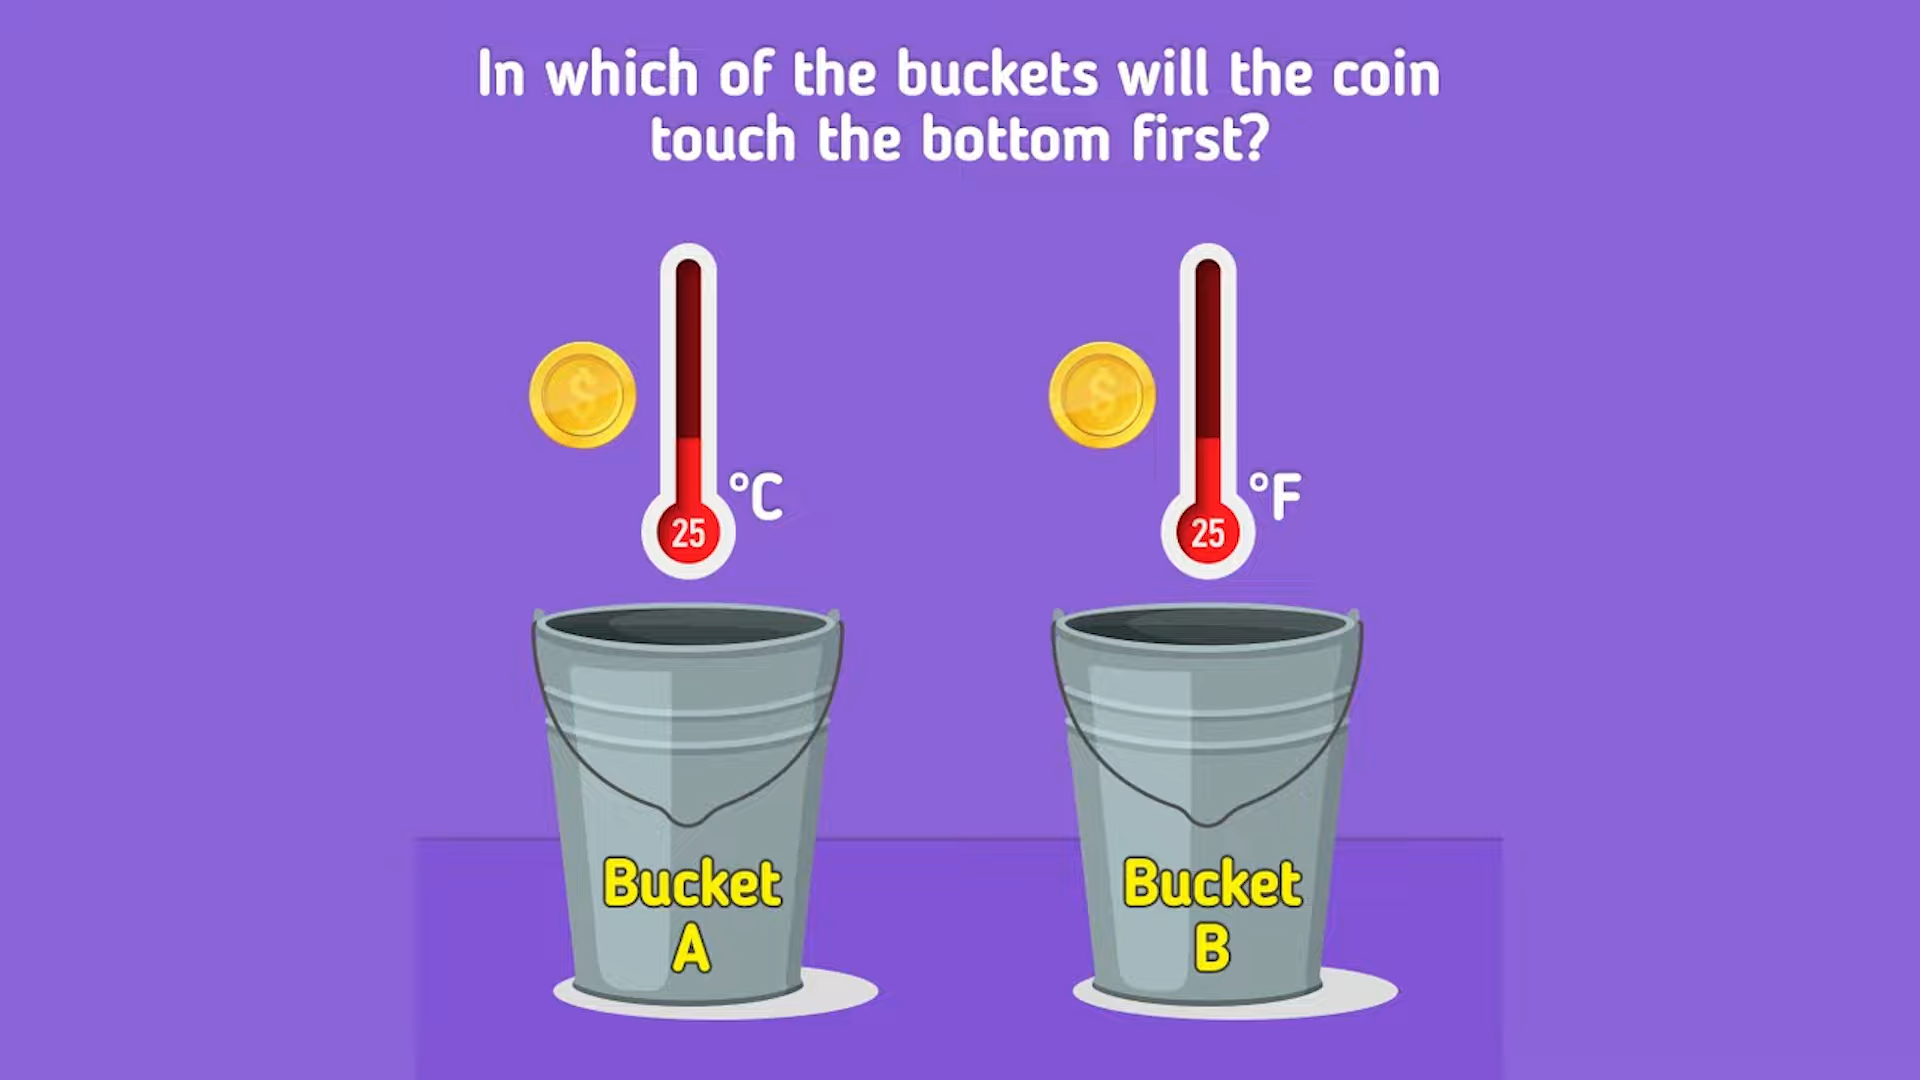 In which of the buckets will the coin
touch the bottom first?
$
$
°C
°F
25
25
Bucket
A
Bucket
B